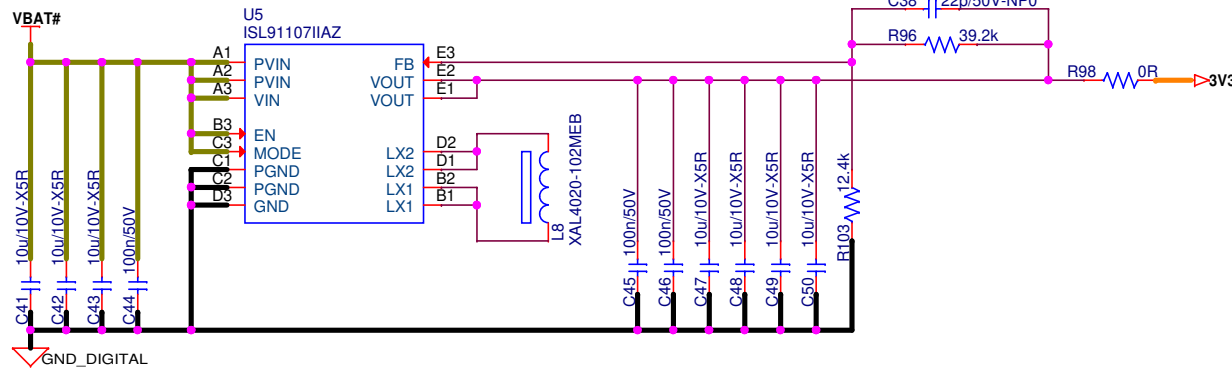 VBAT#
U5
ISL91107IIAZ
A1
A2
A3
B3
C3
C1
C2
D3
PVIN
PVIN
VIN
EN
MODE
PGND
PGND
GND
FB
VOUT
VOUT
LX2
LX2
LX1
LX1
E3
E2
E1
D2
D1
B2
B1
L8
XAL4020-102MEB
C38 22p/50V-NP0
R96 39.2k
R98 0R
3V3
R103 12.4k
C41 10u/10V-X5R
C42 10u/10V-X5R
C43 10u/10V-X5R
C44 100n/50V
C45 100n/50V
C46 100n/50V
C47 10u/10V-X5R
C48 10u/10V-X5R
C49 10u/10V-X5R
C50 10u/10V-X5R
GND_DIGITAL